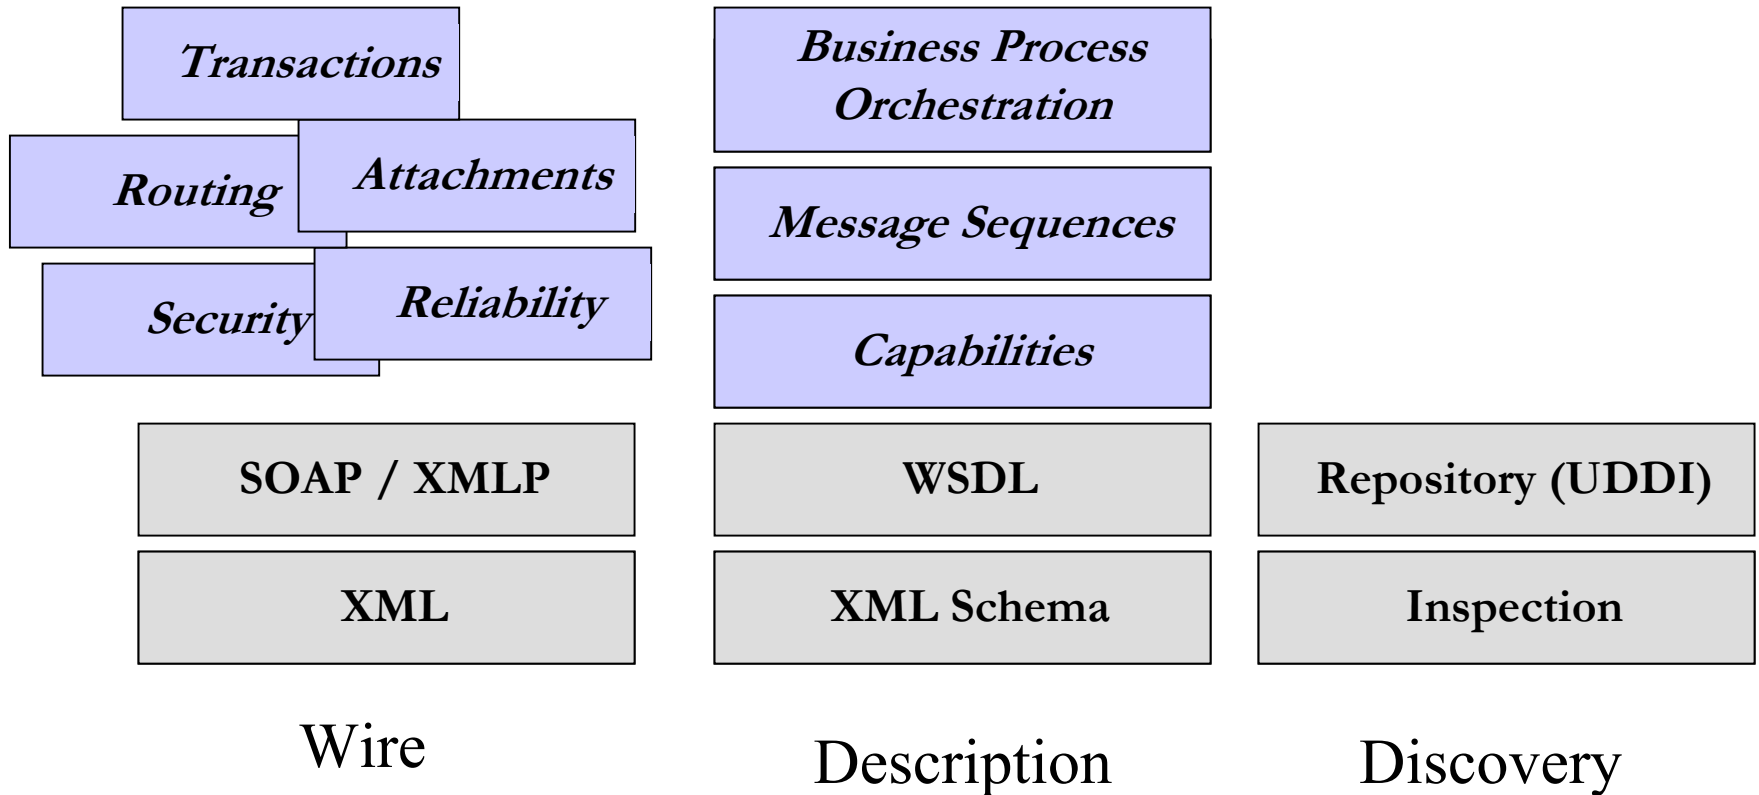 Transactions
Routing
Attachments
Security
Reliability
SOAP / XMLP
XML
Wire
Business Process
Orchestration
Message Sequences
Capabilities
WSDL
XML Schema
Description
Repository (UDDI)
Inspection
Discovery